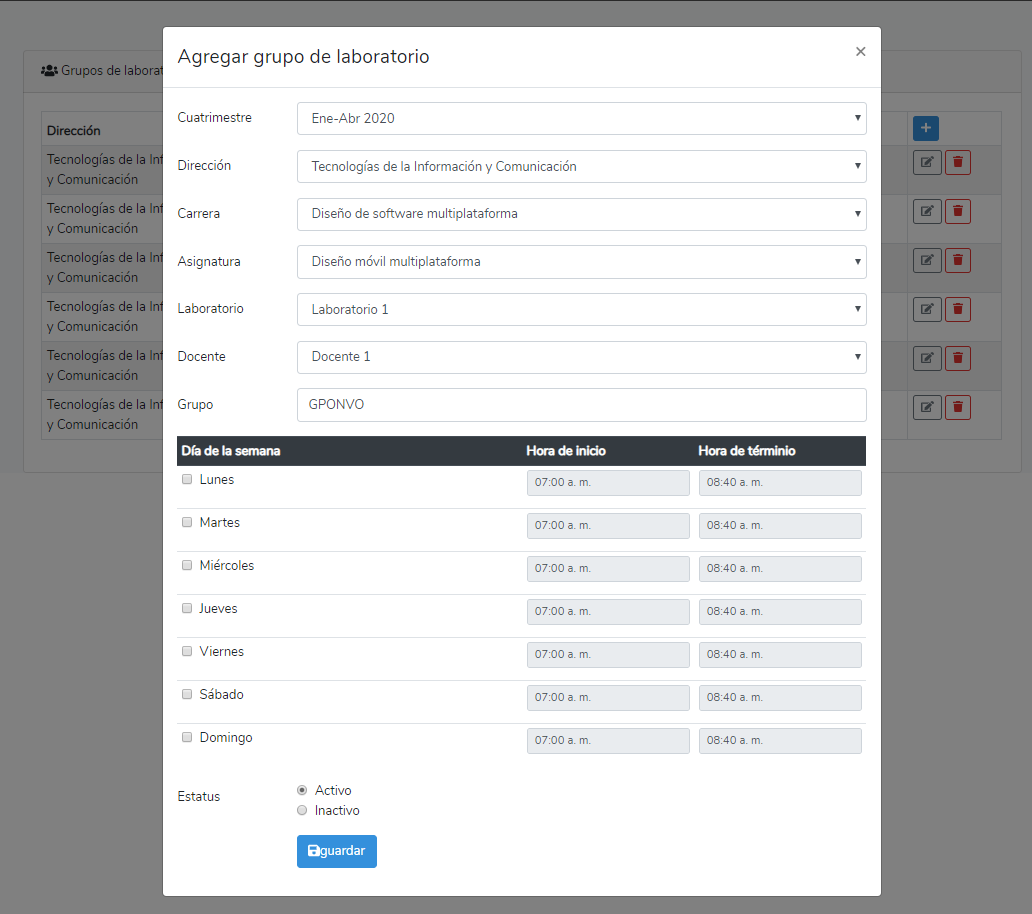 Agregar grupo de laboratorio
×
Grupos de laborat
Dirección
Tecnologías de la Inf
y Comunicación
Tecnologías de la Inf
y Comunicación
Tecnologías de la Inf
y Comunicación
Tecnologías de la Inf
y Comunicación
Tecnologías de la Inf
y Comunicación
Tecnologías de la Inf
y Comunicación
Cuatrimestre Ene-Abr 2020
Dirección Tecnologías de la Información y Comunicación
Carrera Diseño de software multiplataforma
Asignatura Diseño móvil multiplataforma
Laboratorio Laboratorio 1
Docente Docente 1
Grupo GPONVO
Día de la semana Hora de inicio Hora de términio
Lunes 07:00 a. m. 08:40 a. m.
Martes 07:00 a. m. 08:40 a. m.
Miércoles 07:00 a. m. 08:40 a. m.
Jueves 07:00 a. m. 08:40 a. m.
Viernes 07:00 a. m. 08:40 a. m.
Sábado 07:00 a. m. 08:40 a. m.
Domingo 07:00 a. m. 08:40 a. m.
Estatus Activo
Inactivo
guardar